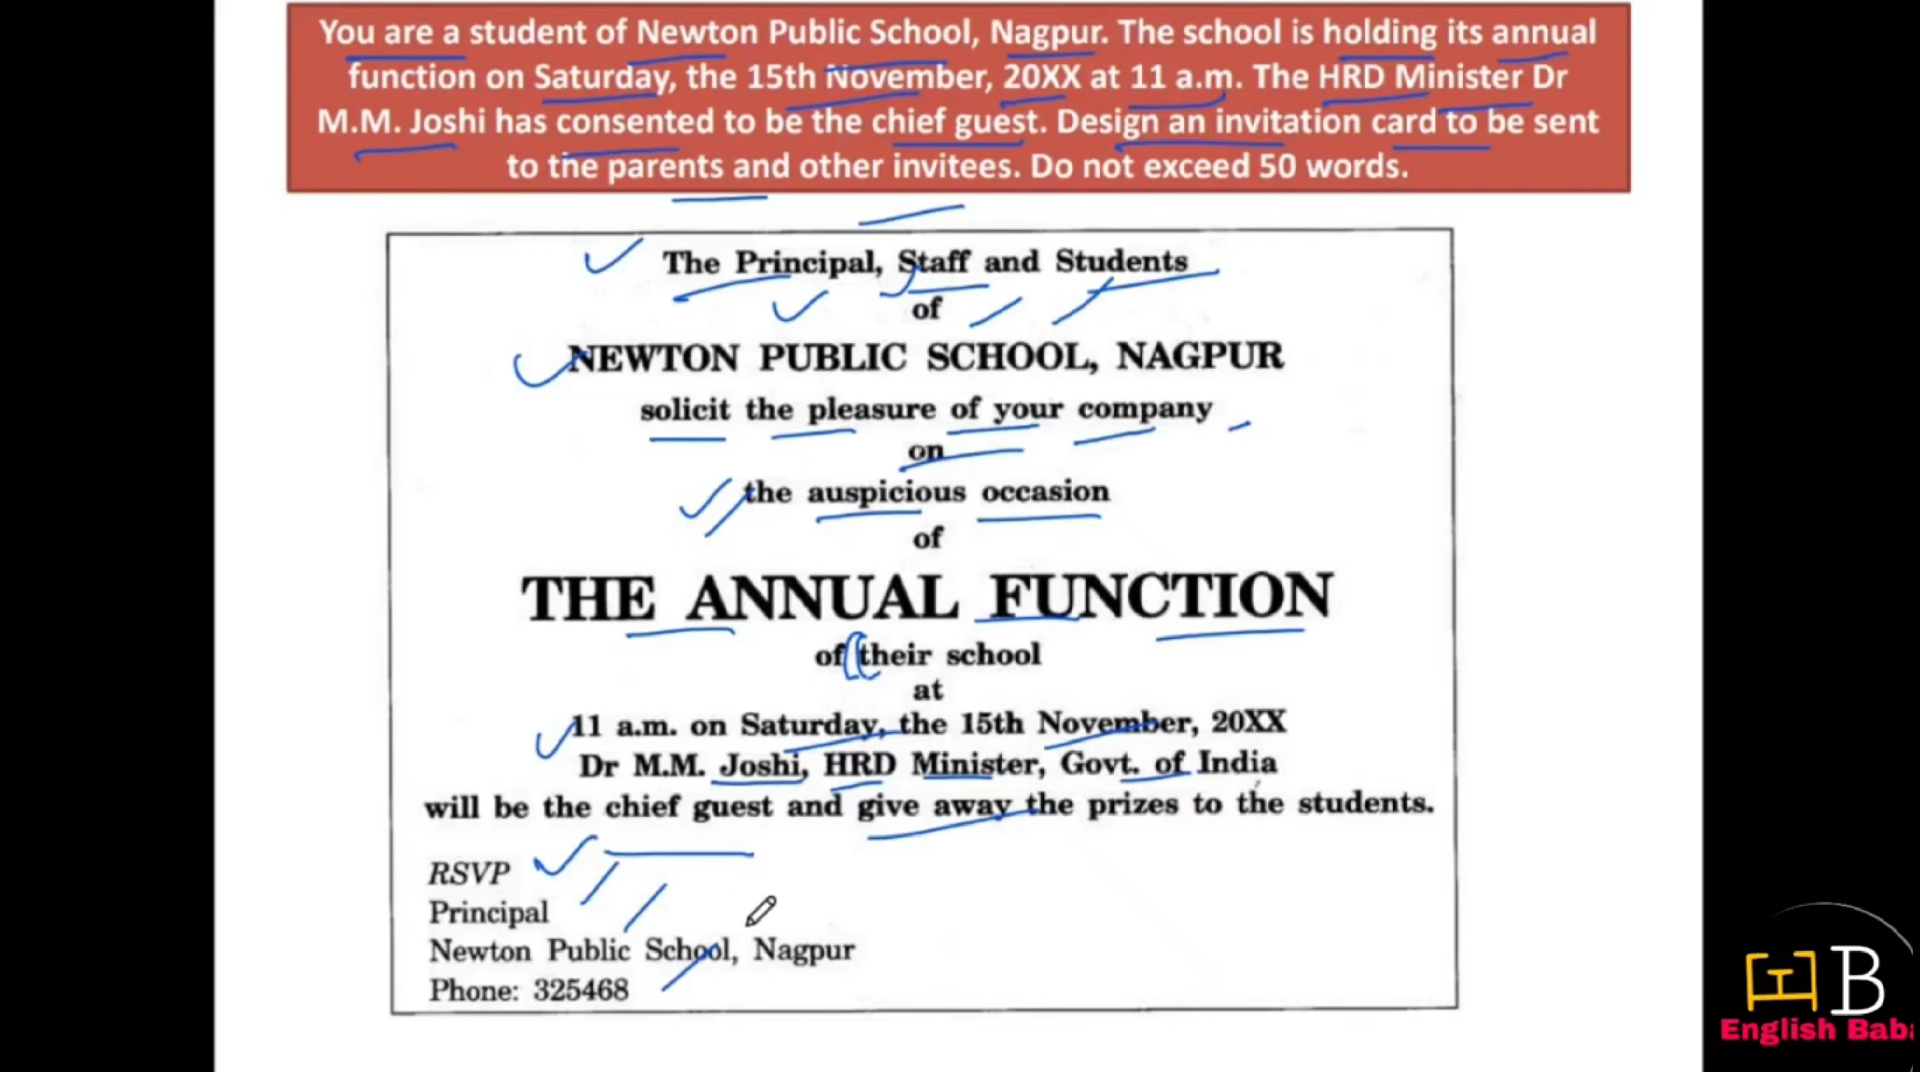 You are a student of Newton Public School, Nagpur. The school is holding its annual
function on Saturday, the 15th November, 20XX at 11 a.m. The HRD Minister Dr
M.M. Joshi has consented to be the chief guest. Design an invitation card to be sent
to the parents and other invitees. Do not exceed 50 words.
The Principal, Staff and Students
of
NEWTON PUBLIC SCHOOL, NAGPUR
solicit the pleasure of your company
on
the auspicious occasion
of
THE ANNUAL FUNCTION
of their school
at
11 a.m. on Saturday, the 15th November, 20XX
Dr M.M. Joshi, HRD Minister, Govt. of India
will be the chief guest and give away the prizes to the students.
RSVP
Principal
Newton Public School, Nagpur
Phone: 325468
EB
English Baba